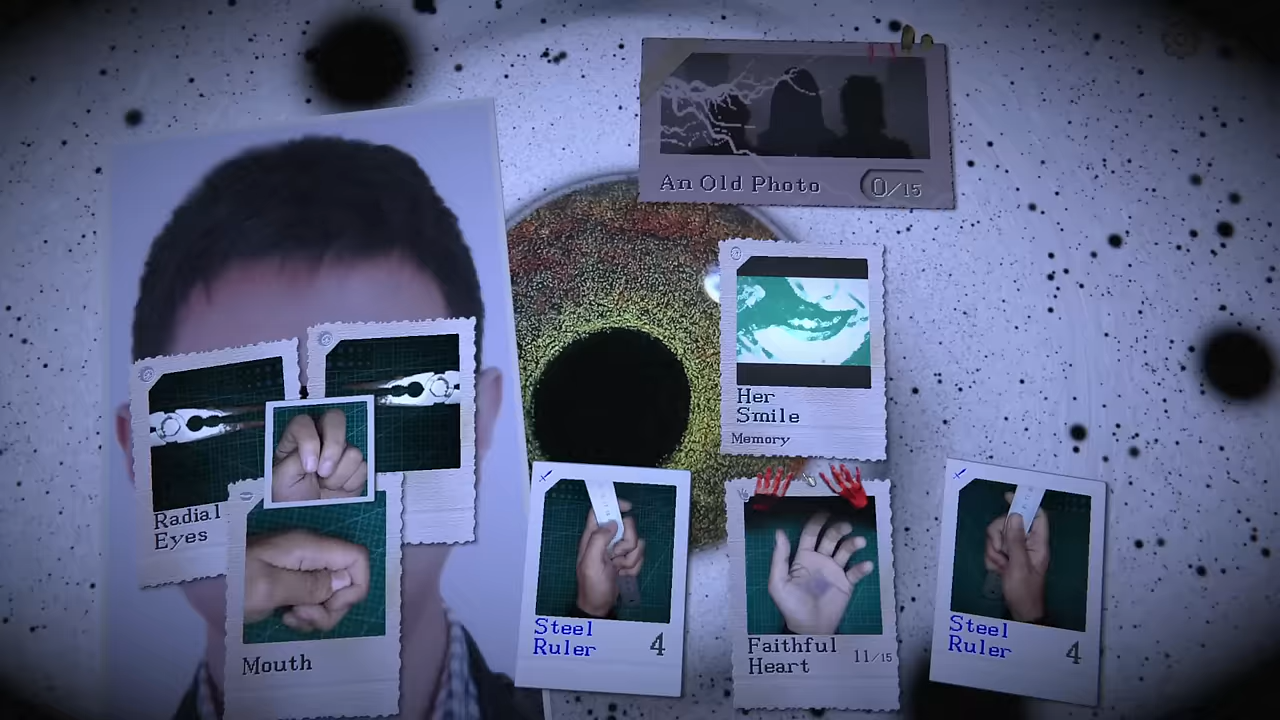 An Old Photo 0/15
Her
Smile
Memory
Radial
Eyes
Mouth
Steel
Ruler 4
Faithful
Heart 11/15
Steel
Ruler 4